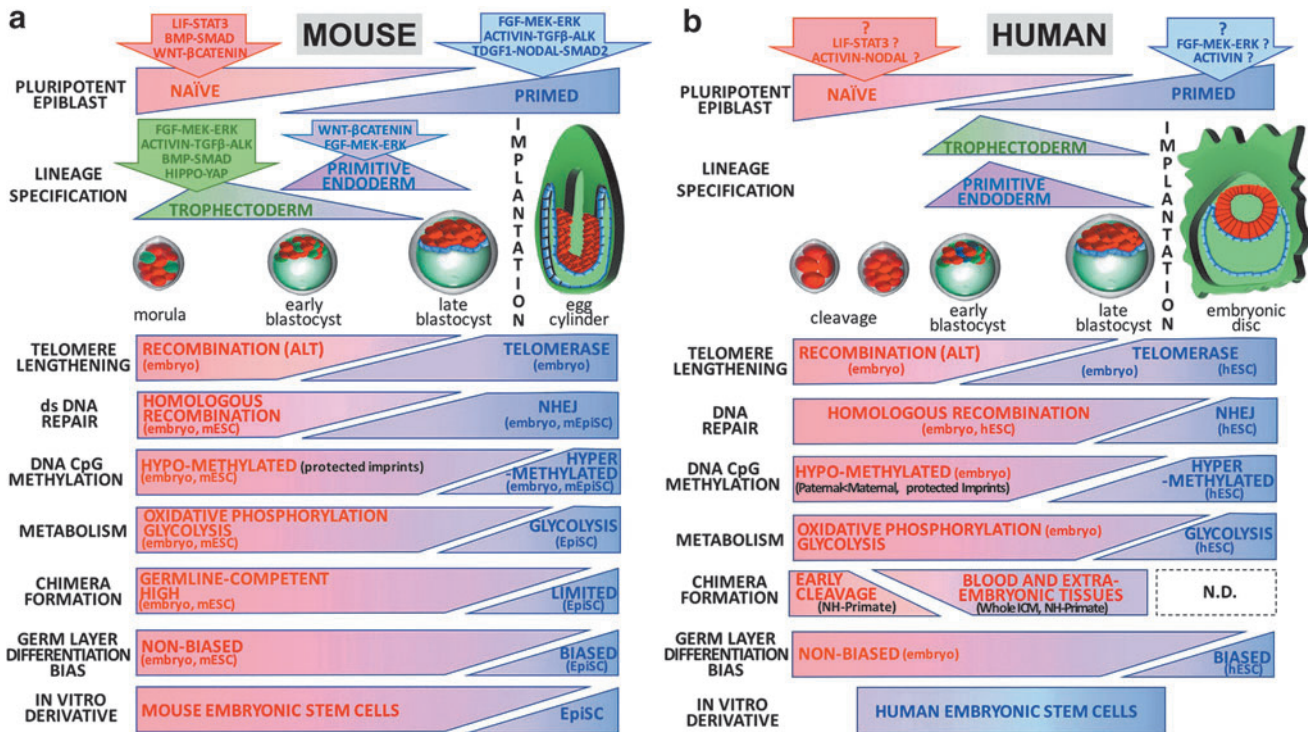 a
MOUSE
LIF-STAT3
BMP-SMAD
WNT-βCATENIN
FGF-MEK-ERK
ACTIVIN-TGFβ-ALK
TDGF1-NODAL-SMAD2
PLURIPOTENT
EPIBLAST
NAÏVE
PRIMED
FGF-MEK-ERK
ACTIVIN-TGFβ-ALK
BMP-SMAD
HIPPO-YAP
WNT-βCATENIN
FGF-MEK-ERK
LINEAGE
SPECIFICATION
PRIMITIVE
ENDODERM
TROPHECTODERM
IMPLANTATION
morula
early
blastocyst
late
blastocyst
egg
cylinder
TELOMERE
LENGTHENING
RECOMBINATION (ALT)
(embryo)
TELOMERASE
(embryo)
ds DNA
REPAIR
HOMOLOGOUS
RECOMBINATION
(embryo, mESC)
NHEJ
(embryo, mEpiSC)
DNA CpG
METHYLATION
HYPO-METHYLATED (protected imprints)
(embryo, mESC)
HYPER
-METHYLATED
(embryo, mEpiSC)
METABOLISM
OXIDATIVE PHOSPHORYLATION
GLYCOLYSIS
(embryo, mESC)
GLYCOLYSIS
(EpiSC)
CHIMERA
FORMATION
GERMLINE-COMPETENT
HIGH
(embryo, mESC)
LIMITED
(EpiSC)
GERM LAYER
DIFFERENTIATION
BIAS
NON-BIASED
(embryo, mESC)
BIASED
(EpiSC)
IN VITRO
DERIVATIVE
MOUSE EMBRYONIC STEM CELLS
EpiSC
b
HUMAN
?
LIF-STAT3 ?
ACTIVIN-NODAL ?
?
FGF-MEK-ERK ?
ACTIVIN ?
PLURIPOTENT
EPIBLAST
NAÏVE
PRIMED
LINEAGE
SPECIFICATION
TROPHECTODERM
PRIMITIVE
ENDODERM
IMPLANTATION
cleavage
early
blastocyst
late
blastocyst
embryonic
disc
TELOMERE
LENGTHENING
RECOMBINATION (ALT)
(embryo)
TELOMERASE
(embryo)
(hESC)
DNA
REPAIR
HOMOLOGOUS RECOMBINATION
(embryo, hESC)
NHEJ
(hESC)
DNA CpG
METHYLATION
HYPO-METHYLATED (embryo)
(Paternal<Maternal, protected Imprints)
HYPER
-METHYLATED
(hESC)
METABOLISM
OXIDATIVE PHOSPHORYLATION (embryo)
GLYCOLYSIS
GLYCOLYSIS
(hESC)
CHIMERA
FORMATION
EARLY
CLEAVAGE
(NH-Primate)
BLOOD AND EXTRA-
EMBRYONIC TISSUES
(Whole ICM, NH-Primate)
N.D.
GERM LAYER
DIFFERENTIATION
BIAS
NON-BIASED (embryo)
BIASED
(hESC)
IN VITRO
DERIVATIVE
HUMAN EMBRYONIC STEM CELLS